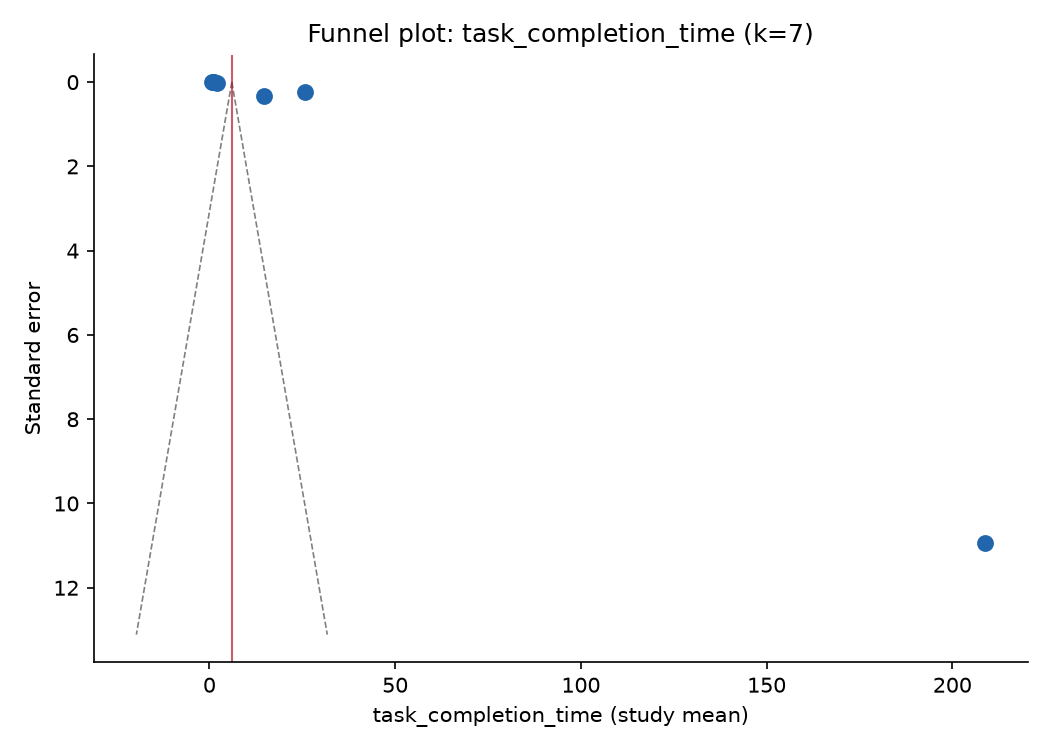 Funnel plot: task_completion_time (k=7)
Standard error
0
2
4
6
8
10
12
0 50 100 150 200
task_completion_time (study mean)